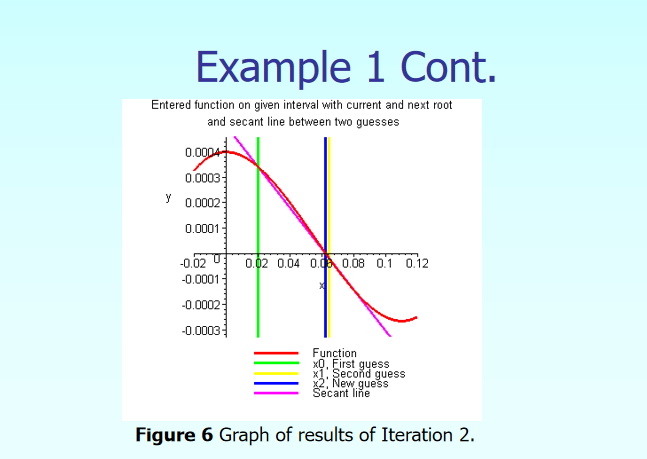 Example 1 Cont.
Entered function on given interval with current and next root
and secant line between two guesses
0.0004
0.0003
y
0.0002
0.0001
-0.02 0 0.02 0.04 0.06 0.08 0.1 0.12
-0.0001
x
-0.0002
-0.0003
Function
x0, First guess
x1, Second guess
x2, New guess
Secant line
Figure 6 Graph of results of Iteration 2.